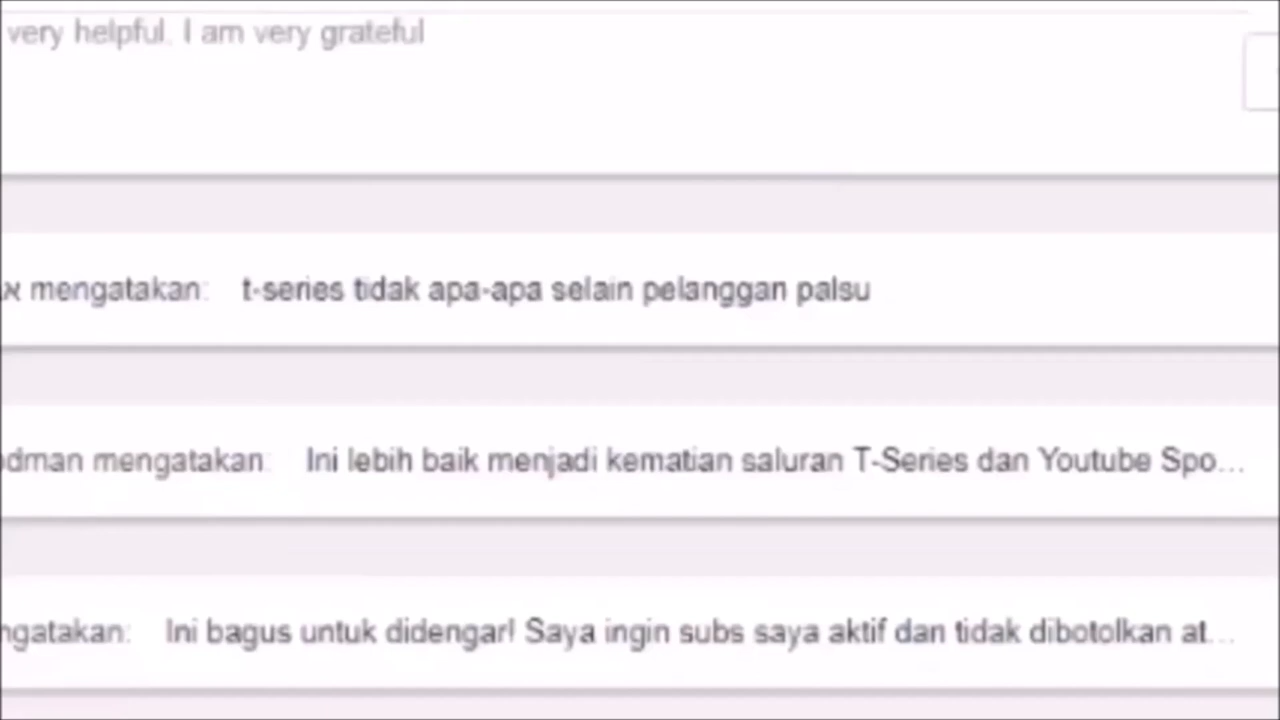 very helpful. I am very grateful
mengatakan: t-series tidak apa-apa selain pelanggan palsu
dman mengatakan: Ini lebih baik menjadi kematian saluran T-Series dan Youtube Spo...
ngatakan: Ini bagus untuk didengar! Saya ingin subs saya aktif dan tidak dibotolkan at...